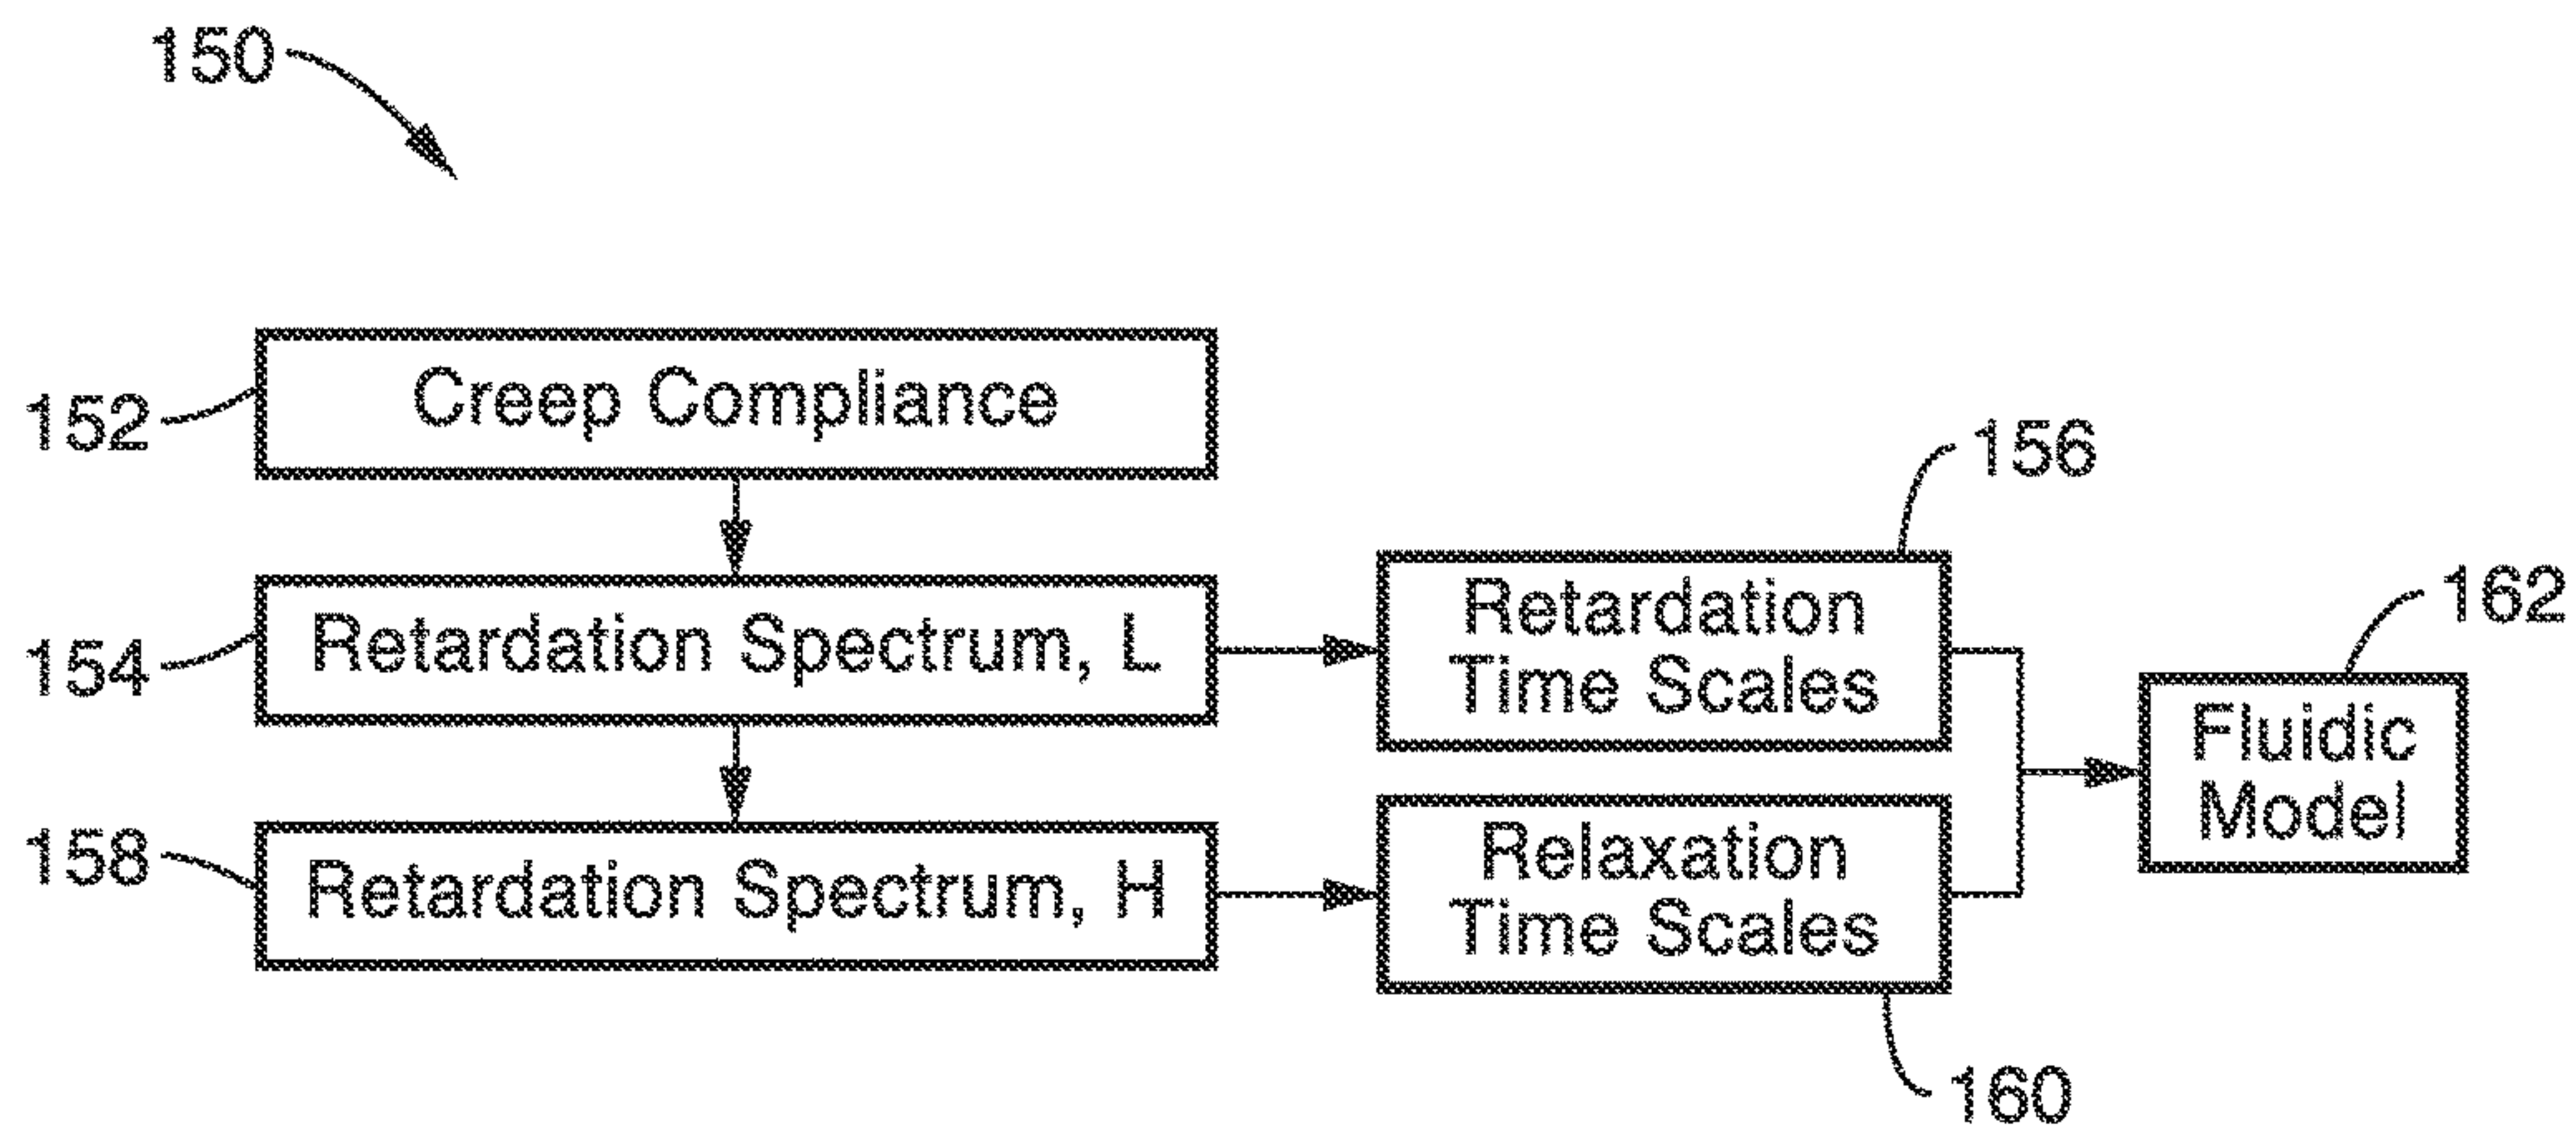 150
152
Creep Compliance
156
154
Retardation Spectrum, L
Retardation
Time Scales
162
Fluidic
Model
158
Retardation Spectrum, H
Relaxation
Time Scales
160